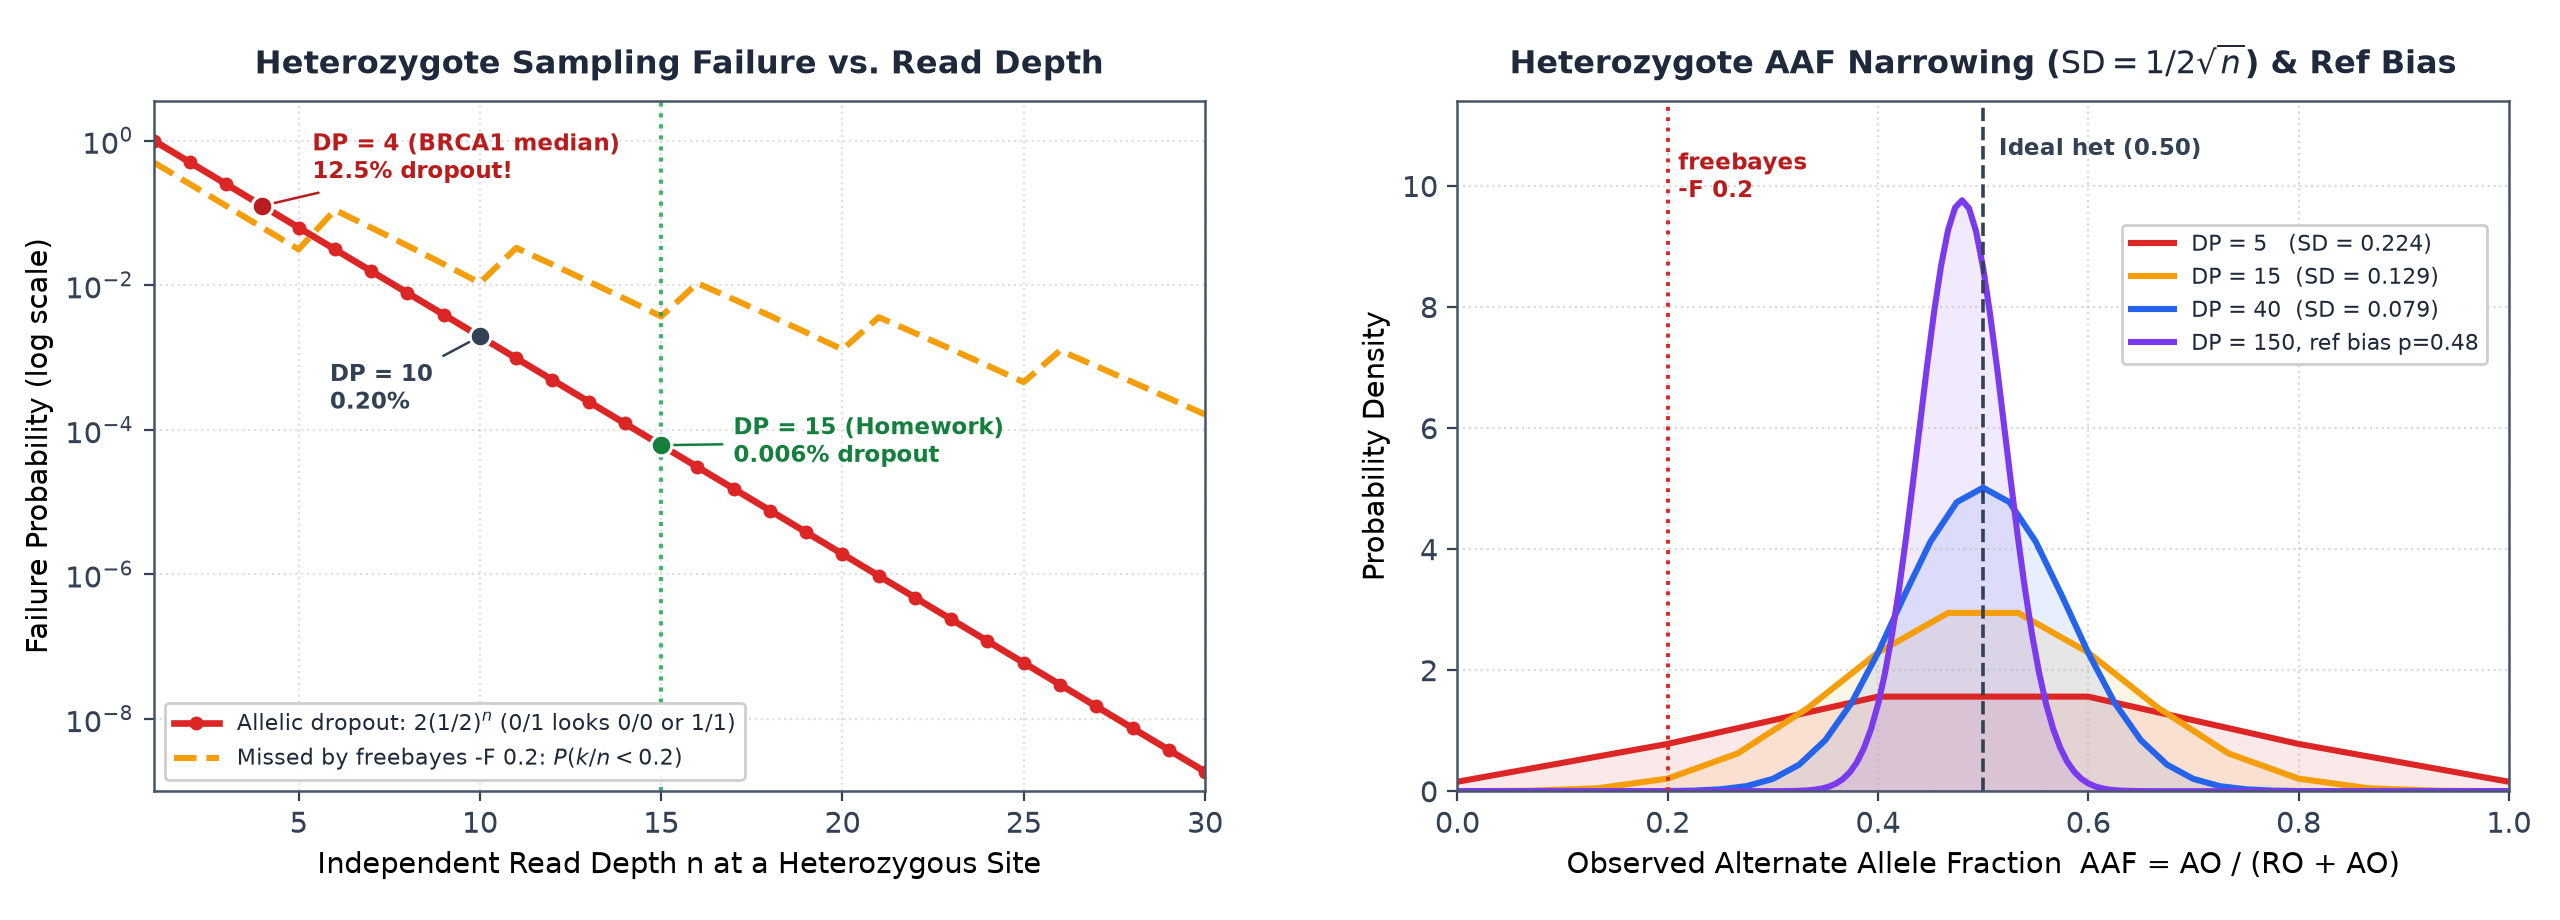 Heterozygote Sampling Failure vs. Read Depth
Failure Probability (log scale)
10⁰
10⁻²
10⁻⁴
10⁻⁶
10⁻⁸
DP = 4 (BRCA1 median)
12.5% dropout!
DP = 10
0.20%
DP = 15 (Homework)
0.006% dropout
Allelic dropout: 2(1/2)ⁿ (0/1 looks 0/0 or 1/1)
Missed by freebayes -F 0.2: P(k/n < 0.2)
5 10 15 20 25 30
Independent Read Depth n at a Heterozygous Site
Heterozygote AAF Narrowing (SD = 1/2√n) & Ref Bias
Probability Density
10
8
6
4
2
0
freebayes
-F 0.2
Ideal het (0.50)
DP = 5 (SD = 0.224)
DP = 15 (SD = 0.129)
DP = 40 (SD = 0.079)
DP = 150, ref bias p=0.48
0.0 0.2 0.4 0.6 0.8 1.0
Observed Alternate Allele Fraction AAF = AO / (RO + AO)